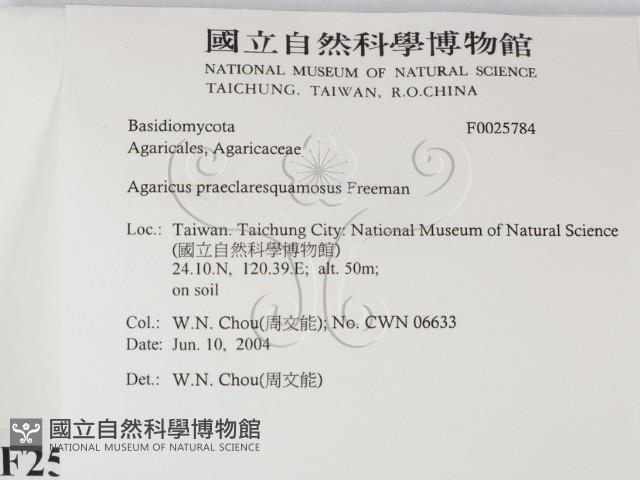 國立自然科學博物館
NATIONAL MUSEUM OF NATURAL SCIENCE
TAICHUNG, TAIWAN, R.O.CHINA
Basidiomycota F0025784
Agaricales, Agaricaceae
Agaricus praeclaresquamosus Freeman
Loc.: Taiwan. Taichung City: National Museum of Natural Science
(國立自然科學博物館)
24.10.N, 120.39.E; alt. 50m;
on soil
Col.: W.N. Chou(周文能); No. CWN 06633
Date: Jun. 10, 2004
Det.: W.N. Chou(周文能)
國立自然科學博物館
NATIONAL MUSEUM OF NATURAL SCIENCE
F25